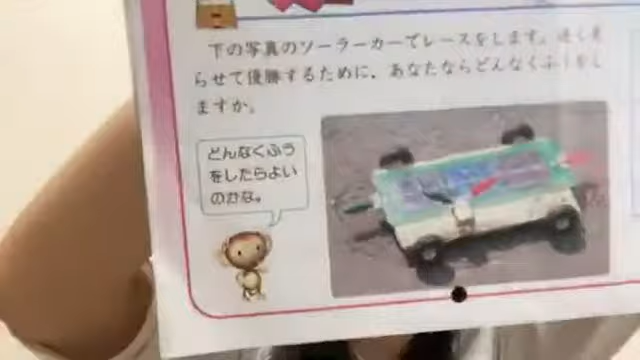 下の写真のソーラーカーでレースをします。速く走
らせて優勝するために，あなたならどんなくふうをし
ますか。
どんなくふう
をしたらよい
のかな。